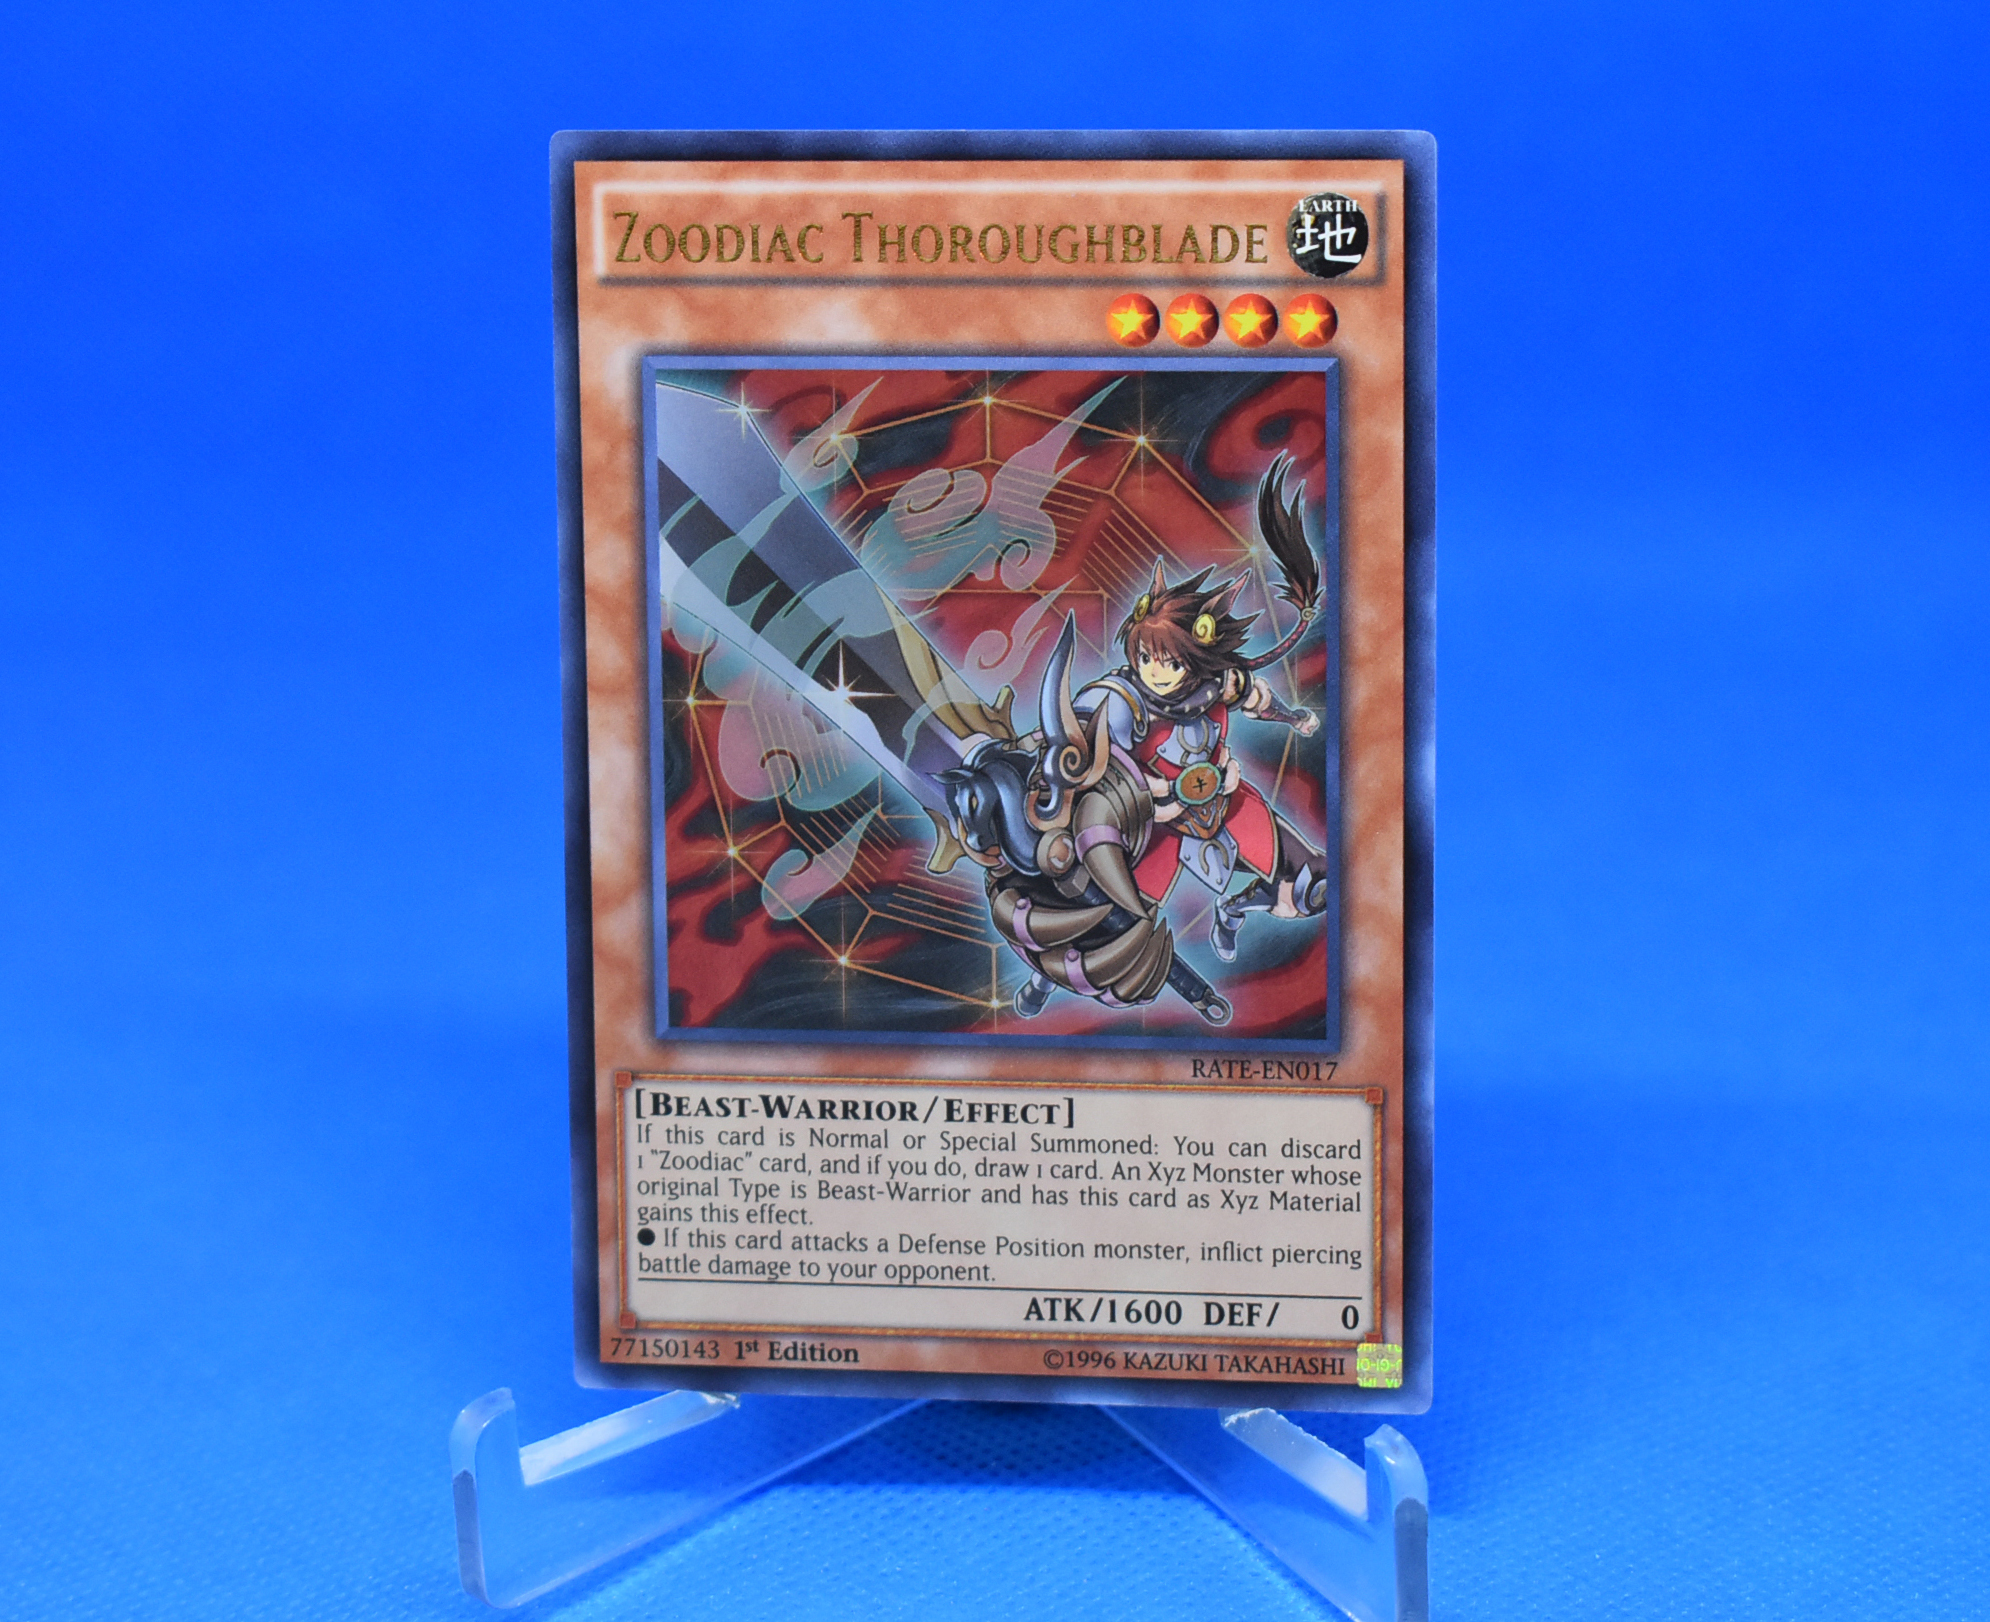 Zoodiac Thoroughblade
EARTH
地
午
RATE-EN017
[Beast-Warrior/Effect]
If this card is Normal or Special Summoned: You can discard
1 "Zoodiac" card, and if you do, draw 1 card. An Xyz Monster whose
original Type is Beast-Warrior and has this card as Xyz Material
gains this effect.
● If this card attacks a Defense Position monster, inflict piercing
battle damage to your opponent.
ATK/1600 DEF/ 0
77150143 1st Edition
©1996 KAZUKI TAKAHASHI